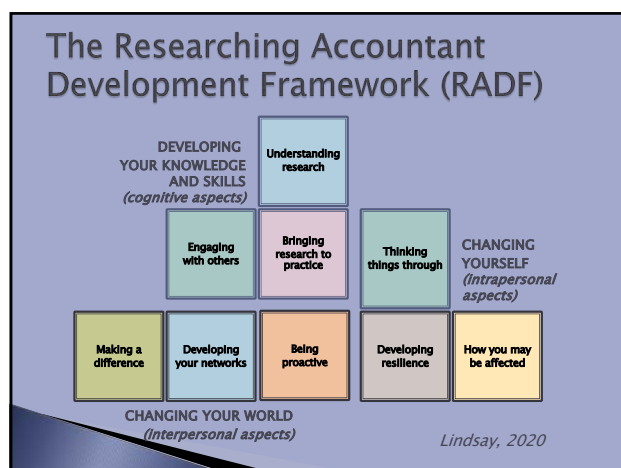 The Researching Accountant
Development Framework (RADF)
DEVELOPING
YOUR KNOWLEDGE
AND SKILLS
(cognitive aspects)
Understanding
research
Engaging
with others
Bringing
research to
practice
Thinking
things through
CHANGING
YOURSELF
(intrapersonal
aspects)
Making a
difference
Developing
your networks
Being
proactive
Developing
resilience
How you may
be affected
CHANGING YOUR WORLD
(interpersonal aspects)
Lindsay, 2020